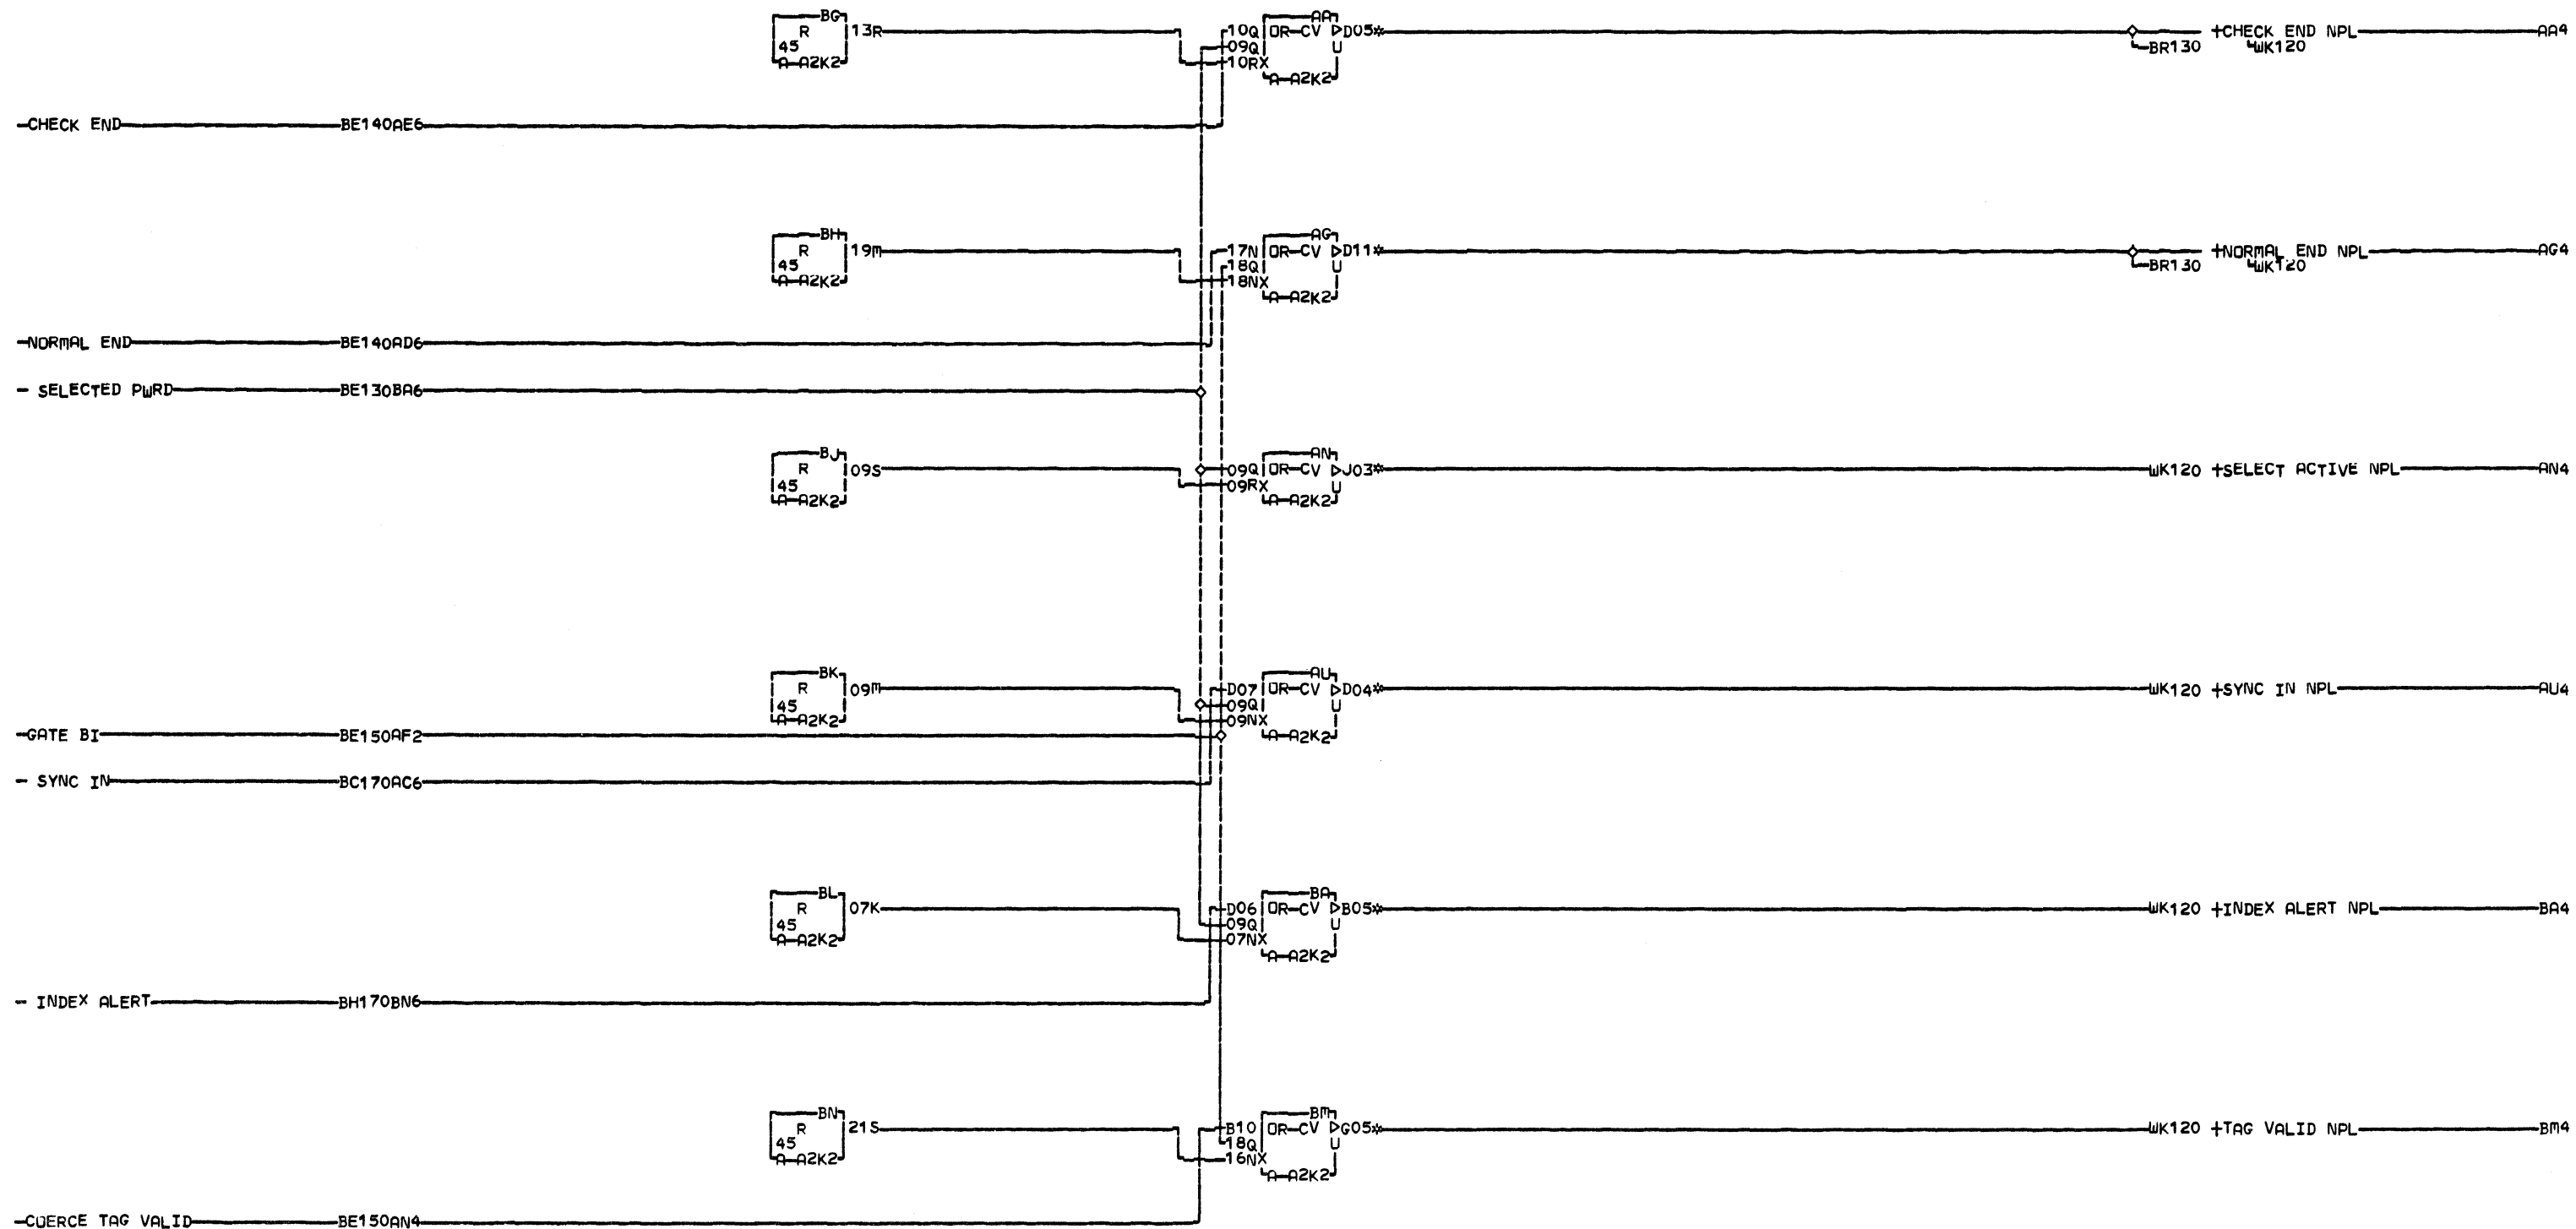 BG
R 13R
45
A-A2K2
AA
10Q OR-CV D05*
09Q U
10RX
A-A2K2
+CHECK END NPL AA4
BR130 WK120
-CHECK END BE140AE6
BH
R 19M
45
A-A2K2
AG
17N OR-CV D11*
18Q U
18NX
A-A2K2
+NORMAL END NPL AG4
BR130 WK120
-NORMAL END BE140AD6
- SELECTED PWRD BE130BA6
BJ
R 09S
45
A-A2K2
AN
09Q OR-CV J03*
09RX U
A-A2K2
WK120 +SELECT ACTIVE NPL AN4
BK
R 09M
45
A-A2K2
AU
D07 OR-CV D04*
09Q U
09NX
A-A2K2
WK120 +SYNC IN NPL AU4
-GATE BI BE150AF2
- SYNC IN BC170AC6
BL
R 07K
45
A-A2K2
BA
D06 OR-CV B05*
09Q U
07NX
A-A2K2
WK120 +INDEX ALERT NPL BA4
- INDEX ALERT BH170BN6
BN
R 21S
45
A-A2K2
BM
B10 OR-CV G05*
18Q U
16NX
A-A2K2
WK120 +TAG VALID NPL BM4
-COERCE TAG VALID BE150AN4